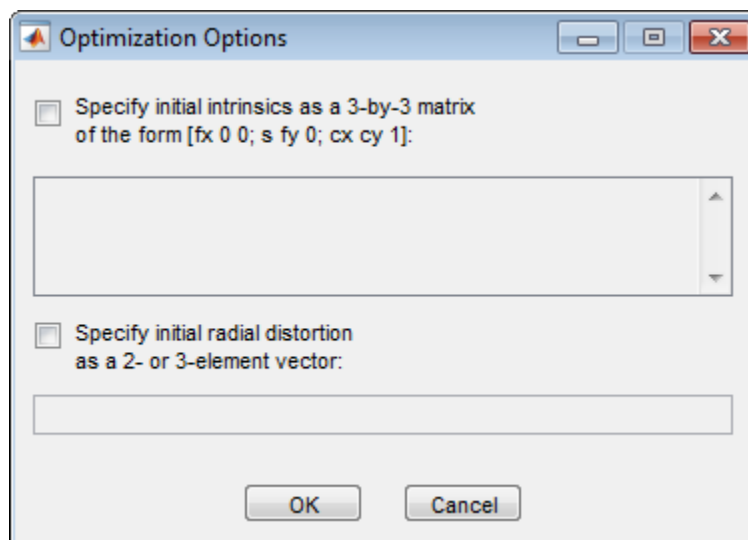 Optimization Options
Specify initial intrinsics as a 3-by-3 matrix
of the form [fx 0 0; s fy 0; cx cy 1]:
Specify initial radial distortion
as a 2- or 3-element vector:
OK Cancel